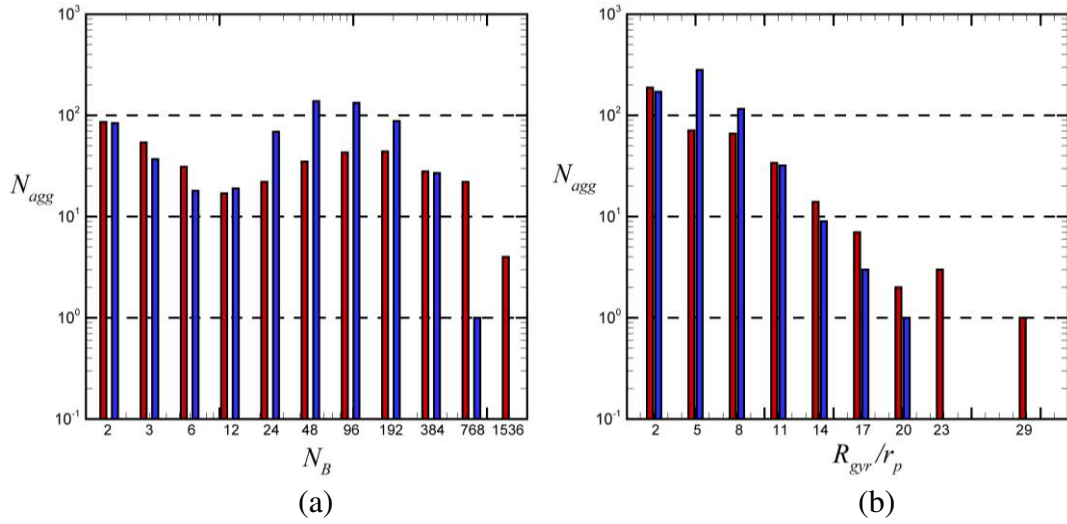 10³
10²
10¹
10⁰
10⁻¹
N_agg
2 3 6 12 24 48 96 192 384 768 1536
N_B
(a)
10³
10²
10¹
10⁰
10⁻¹
N_agg
2 5 8 11 14 17 20 23 29
R_gyr/r_p
(b)